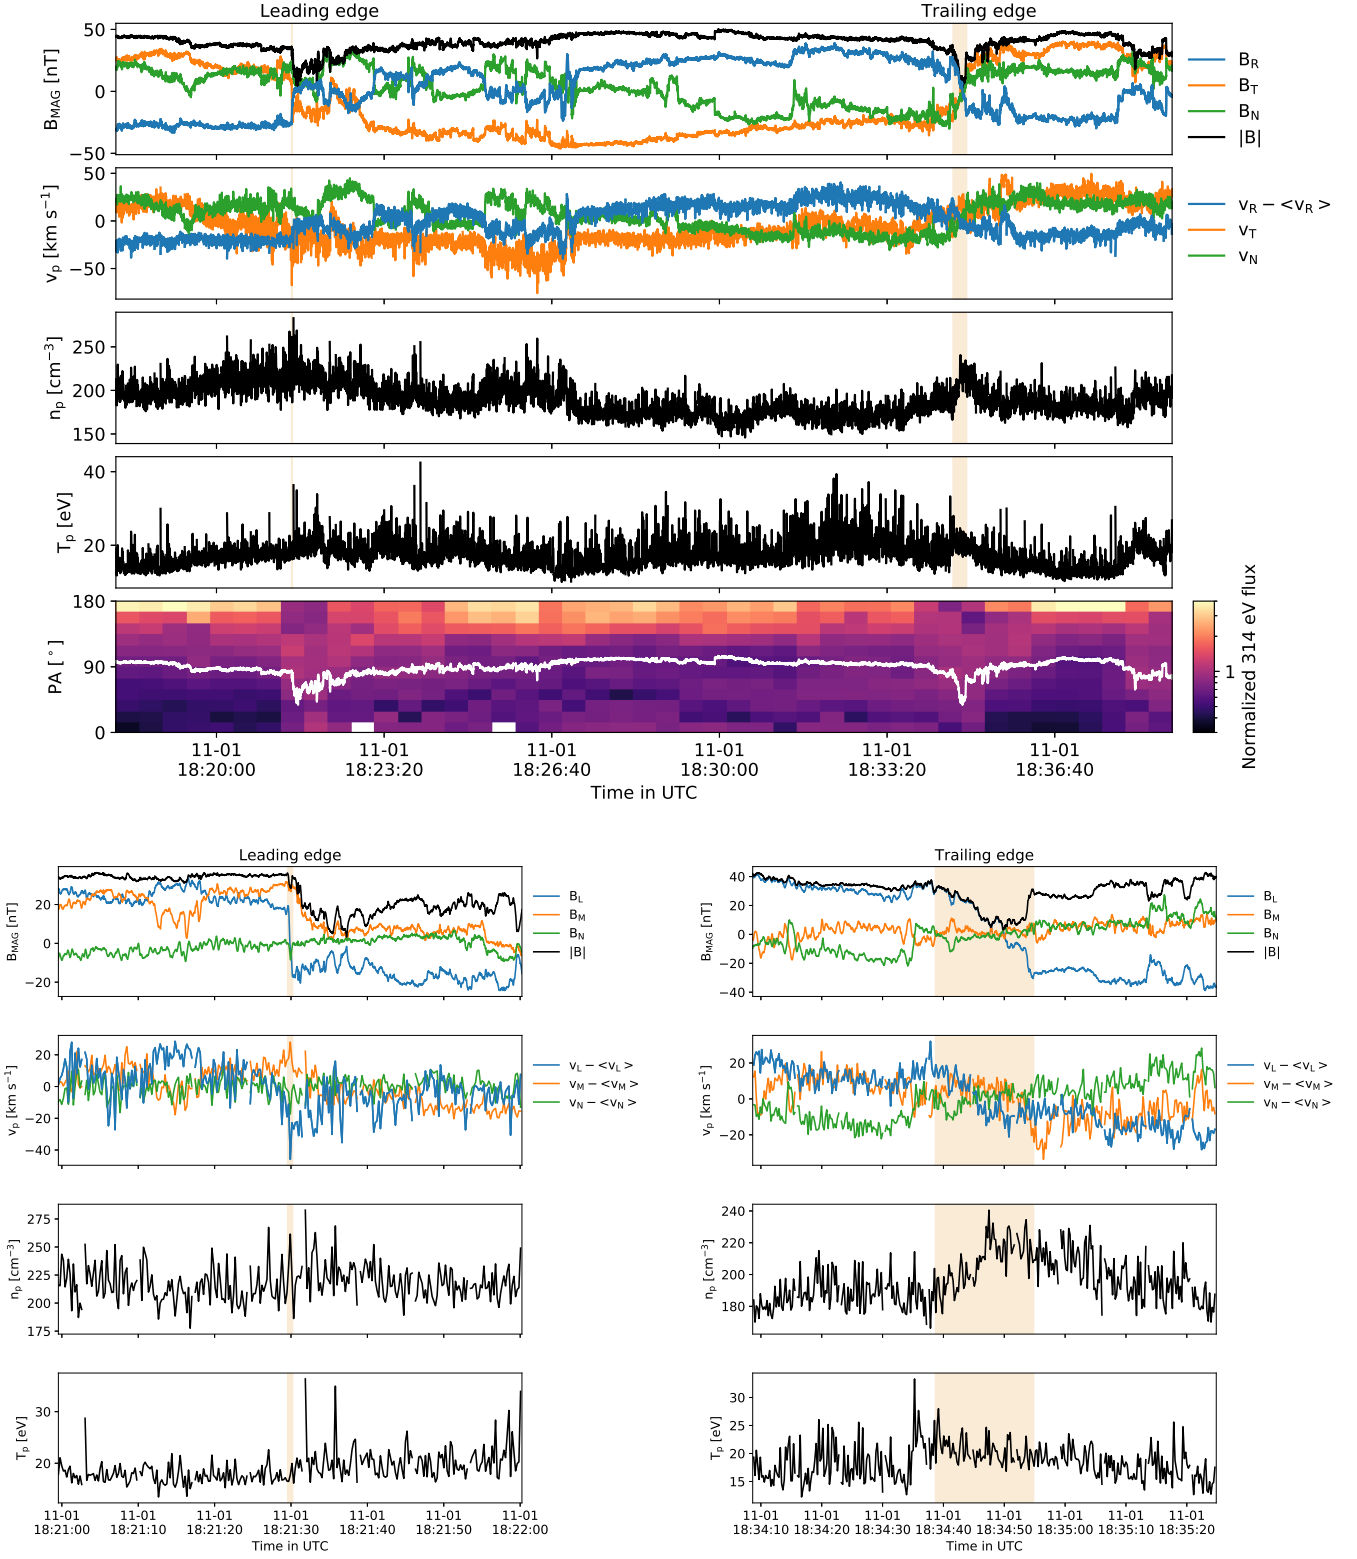 Leading edge
Trailing edge
50
0
−50
B_MAG [nT]
B_R
B_T
B_N
|B|
50
0
−50
v_p [km s⁻¹]
v_R − <v_R >
v_T
v_N
250
200
150
n_p [cm⁻³]
40
20
T_p [eV]
180
90
0
PA [ ° ]
1
Normalized 314 eV flux
11-01 18:20:00
11-01 18:23:20
11-01 18:26:40
11-01 18:30:00
11-01 18:33:20
11-01 18:36:40
Time in UTC
Leading edge
20
0
−20
B_MAG [nT]
B_L
B_M
B_N
|B|
20
0
−20
−40
v_p [km s⁻¹]
v_L − <v_L >
v_M − <v_M >
v_N − <v_N >
275
250
225
200
175
n_p [cm⁻³]
30
20
T_p [eV]
11-01 18:21:00
11-01 18:21:10
11-01 18:21:20
11-01 18:21:30
11-01 18:21:40
11-01 18:21:50
11-01 18:22:00
Time in UTC
Trailing edge
40
20
0
−20
−40
B_MAG [nT]
B_L
B_M
B_N
|B|
20
0
−20
v_p [km s⁻¹]
v_L − <v_L >
v_M − <v_M >
v_N − <v_N >
240
220
200
180
n_p [cm⁻³]
30
25
20
15
T_p [eV]
11-01 18:34:10
11-01 18:34:20
11-01 18:34:30
11-01 18:34:40
11-01 18:34:50
11-01 18:35:00
11-01 18:35:10
11-01 18:35:20
Time in UTC